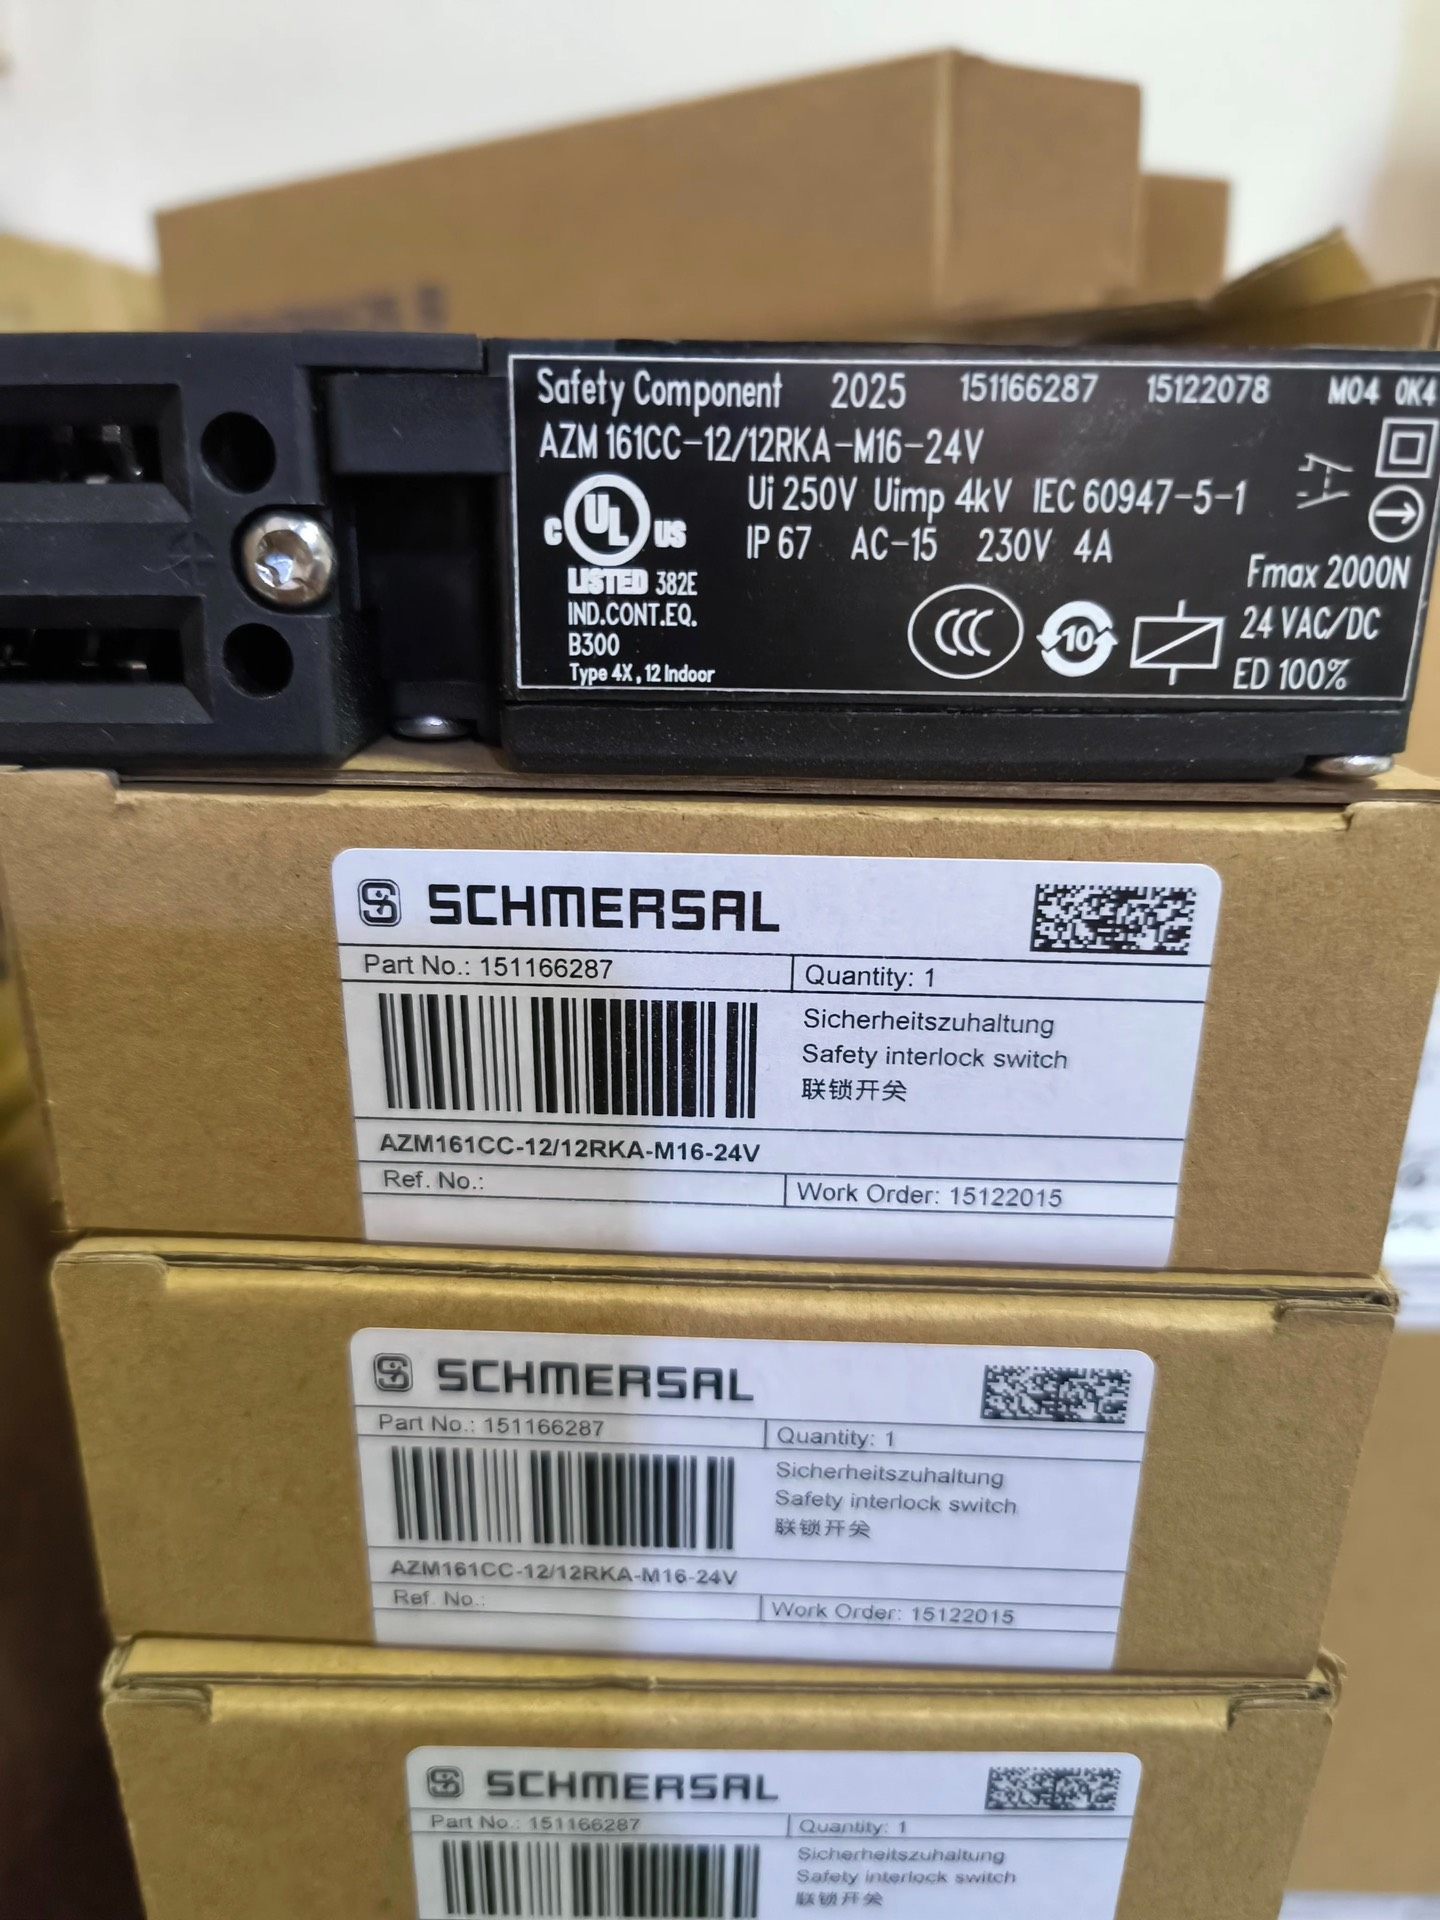 Safety Component 2025 151166287 15122078 M04 0K4
AZM 161CC-12/12RKA-M16-24V
Ui 250V Uimp 4kV IEC 60947-5-1
IP 67 AC-15 230V 4A
C UL US
LISTED 382E
IND.CONT.EQ.
B300
Type 4X, 12 Indoor
CCC
10
Fmax 2000N
24 VAC/DC
ED 100%
SCHMERSAL
Part No.: 151166287
Quantity: 1
Sicherheitszuhaltung
Safety interlock switch
联锁开关
AZM161CC-12/12RKA-M16-24V
Ref. No.:
Work Order: 15122015
SCHMERSAL
Part No.: 151166287
Quantity: 1
Sicherheitszuhaltung
Safety interlock switch
联锁开关
AZM161CC-12/12RKA-M16-24V
Ref. No.:
Work Order: 15122015
SCHMERSAL
Part No.: 151166287
Quantity: 1
Sicherheitszuhaltung
Safety interlock switch
联锁开关